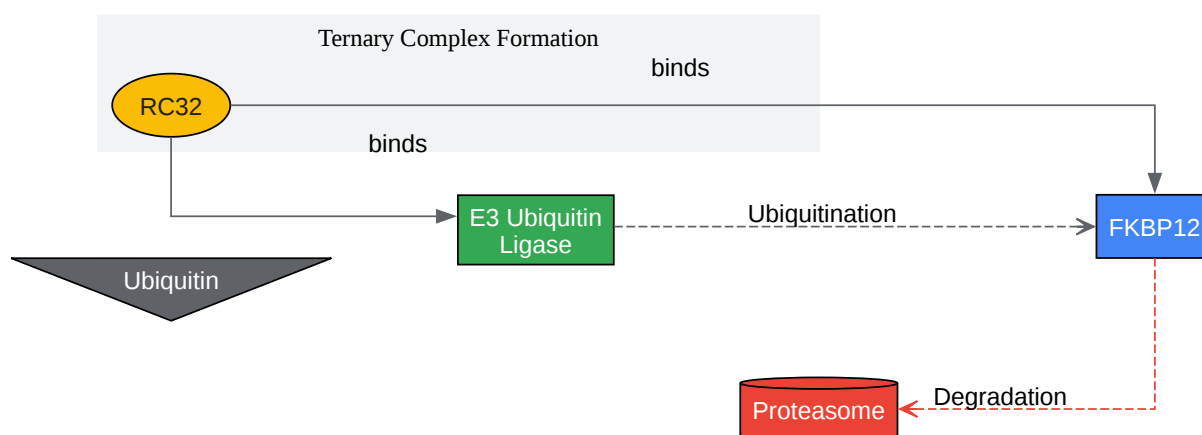 Ternary Complex Formation
binds
RC32
binds
E3 Ubiquitin
Ligase
Ubiquitination
FKBP12
Ubiquitin
Proteasome
Degradation